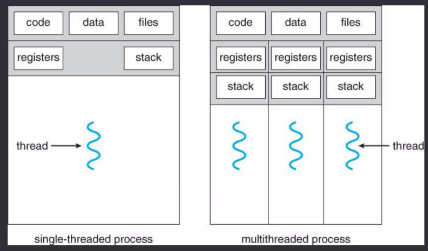 code data files code data files
registers stack registers registers registers
stack stack stack
thread thread
single-threaded process multithreaded process